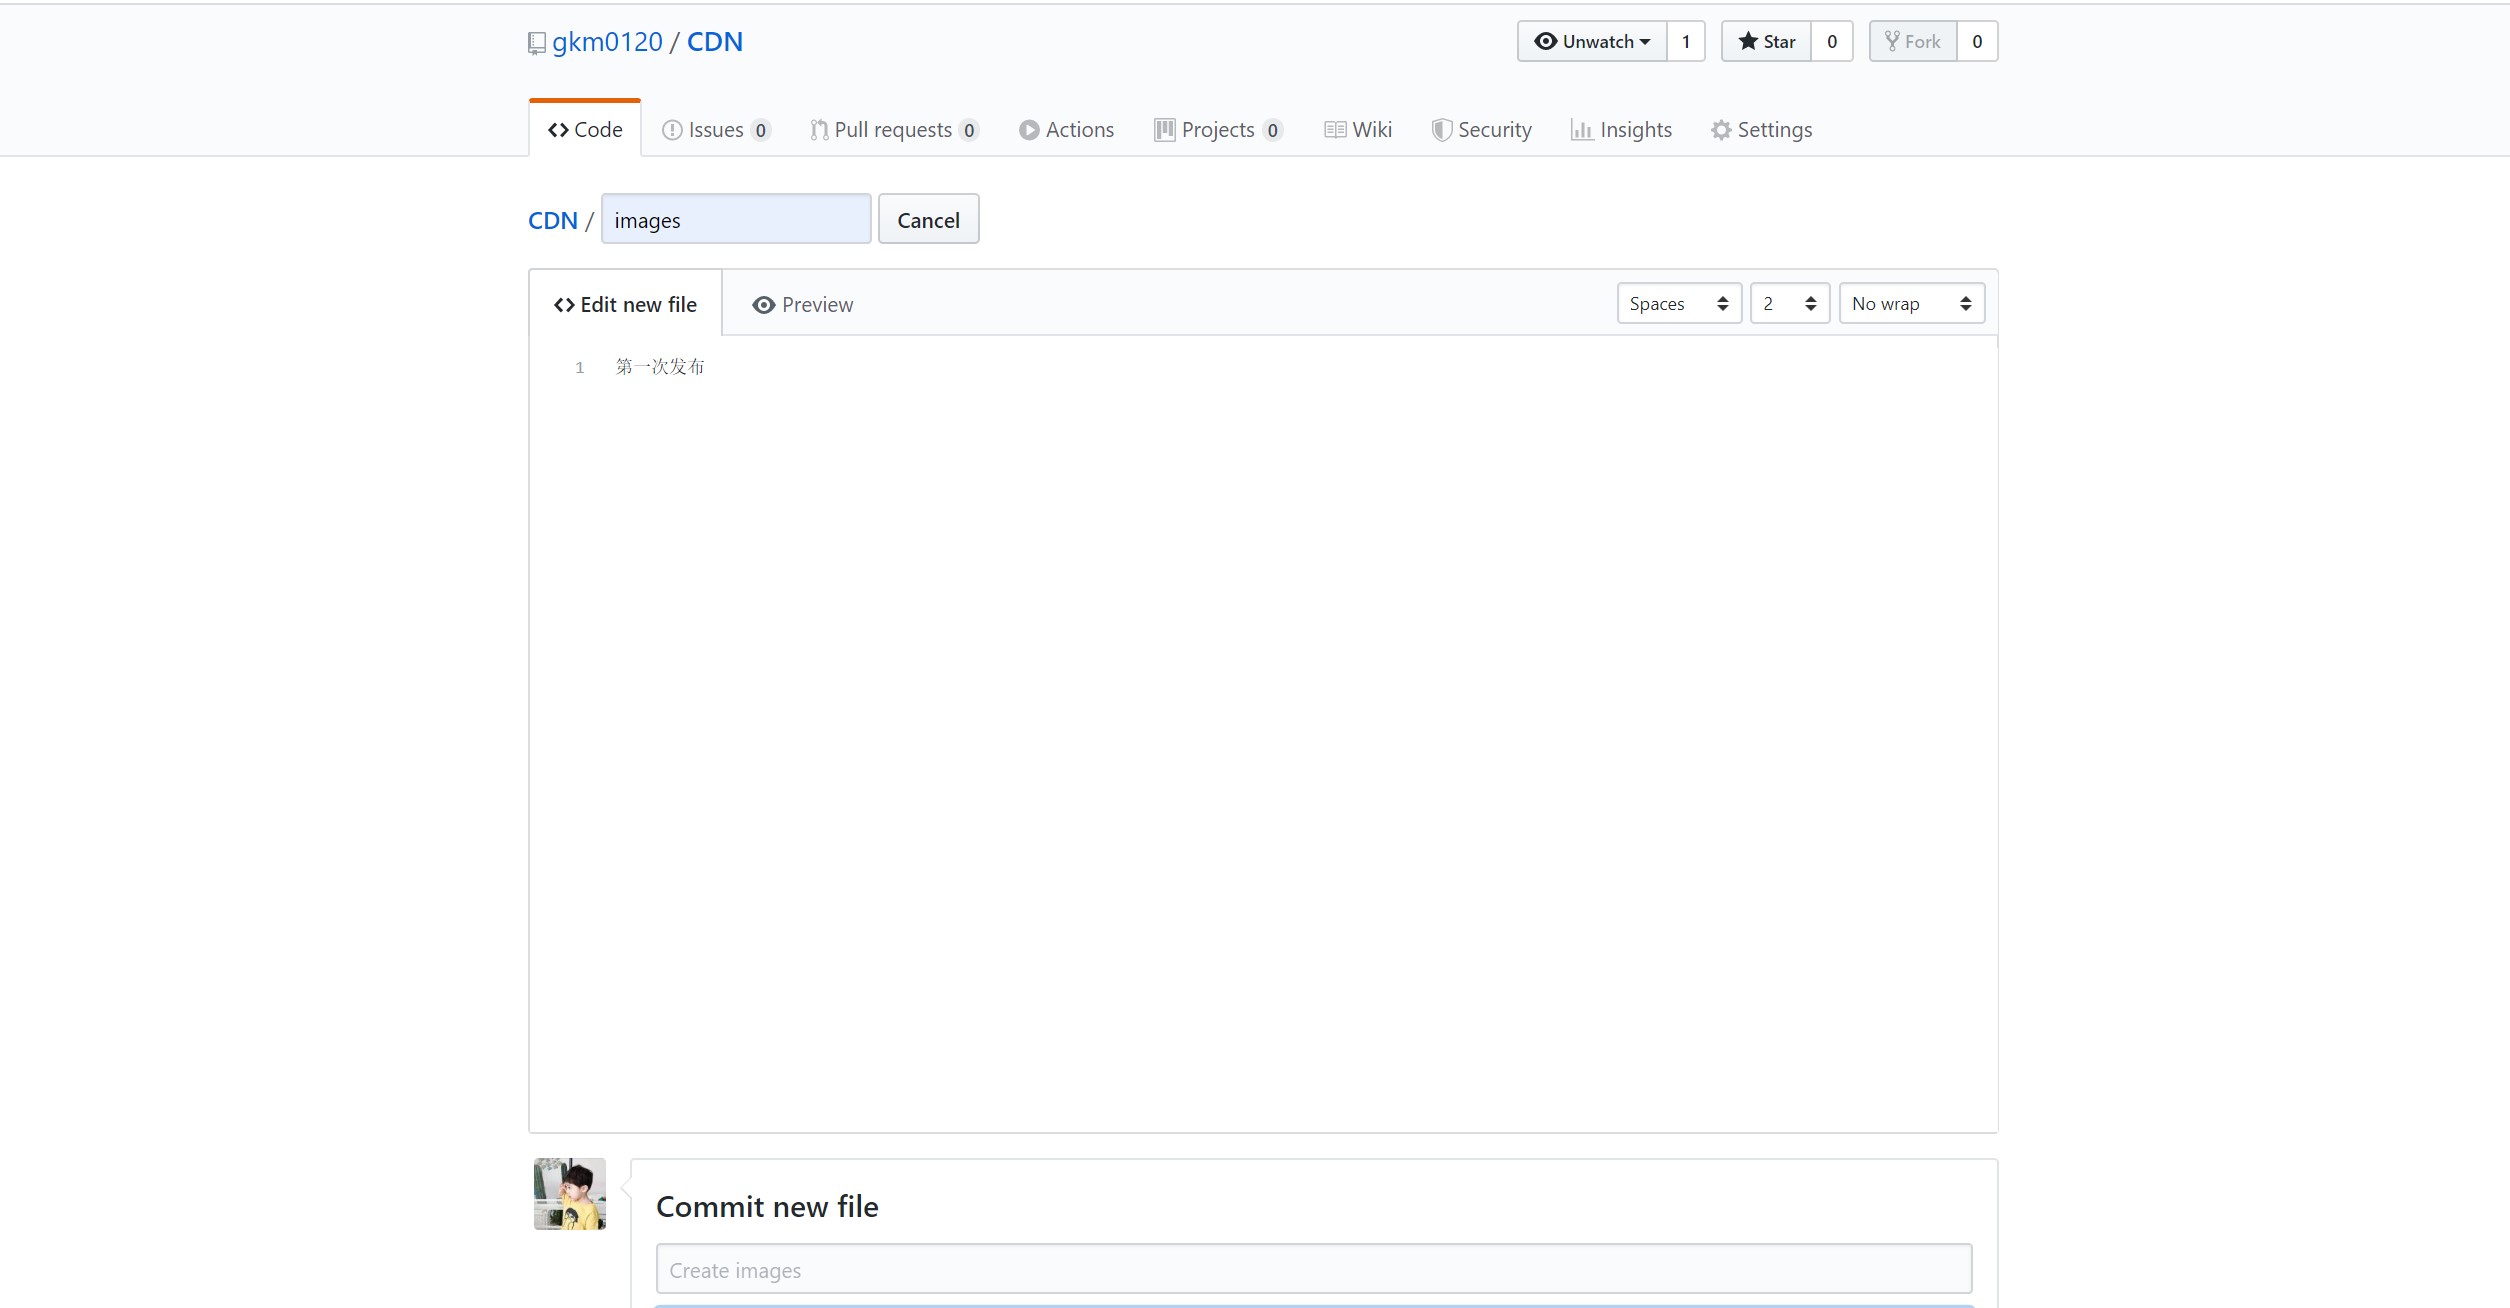 gkm0120 / CDN
Unwatch 1 Star 0 Fork 0
Code Issues 0 Pull requests 0 Actions Projects 0 Wiki Security Insights Settings
CDN / images Cancel
Edit new file Preview Spaces 2 No wrap
1 第一次发布
Commit new file
Create images